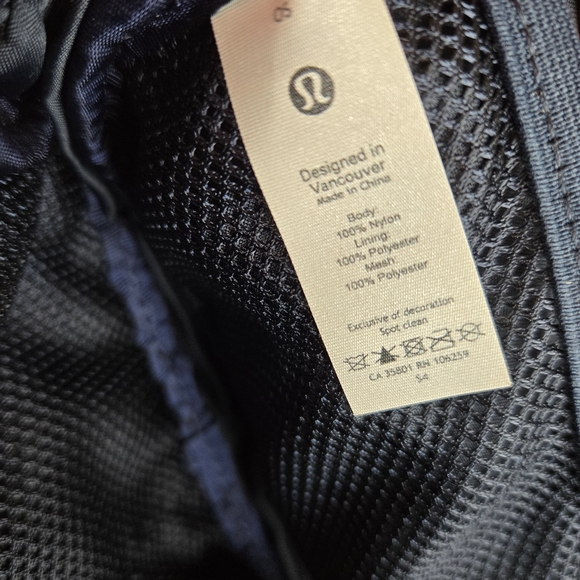 Designed in
Vancouver
Made in China
Body:
100% Nylon
Lining:
100% Polyester
Mesh:
100% Polyester
Exclusive of decoration
Spot clean
CA 35801 RN 106259
S4